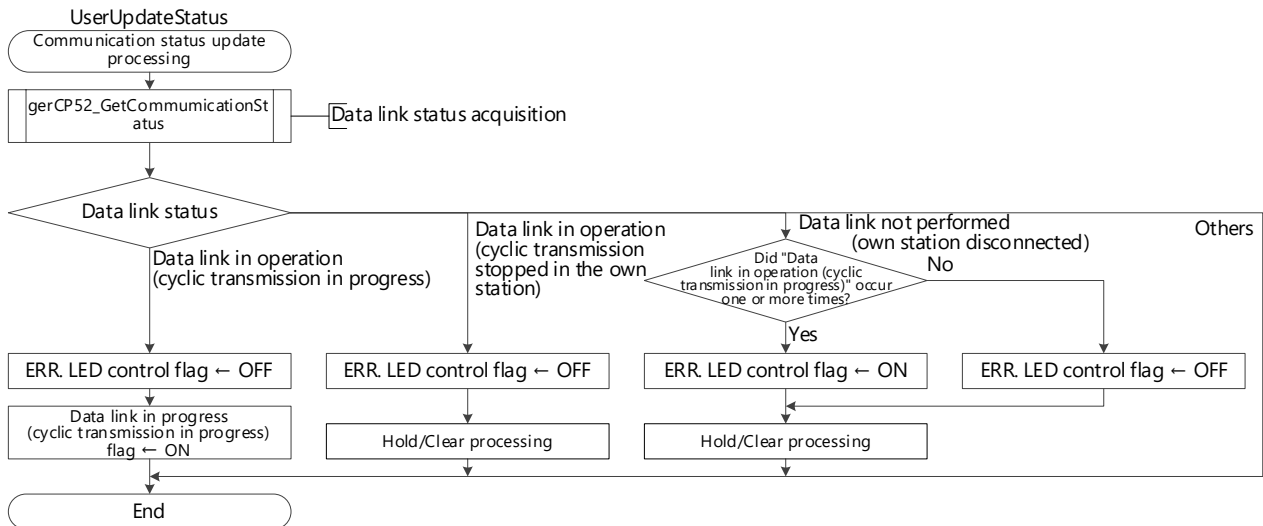 UserUpdateStatus
Communication status update
processing
gerCP52_GetCommumicationSt
atus
Data link status acquisition
Data link status
Data link in operation
(cyclic transmission in progress)
Data link in operation
(cyclic transmission
stopped in the own
station)
Data link not performed
(own station disconnected)
Others
Did "Data
link in operation (cyclic
transmission in progress)" occur
one or more times?
No
Yes
ERR. LED control flag ← OFF
ERR. LED control flag ← OFF
ERR. LED control flag ← ON
ERR. LED control flag ← OFF
Data link in progress
(cyclic transmission in progress)
flag ← ON
Hold/Clear processing
Hold/Clear processing
End